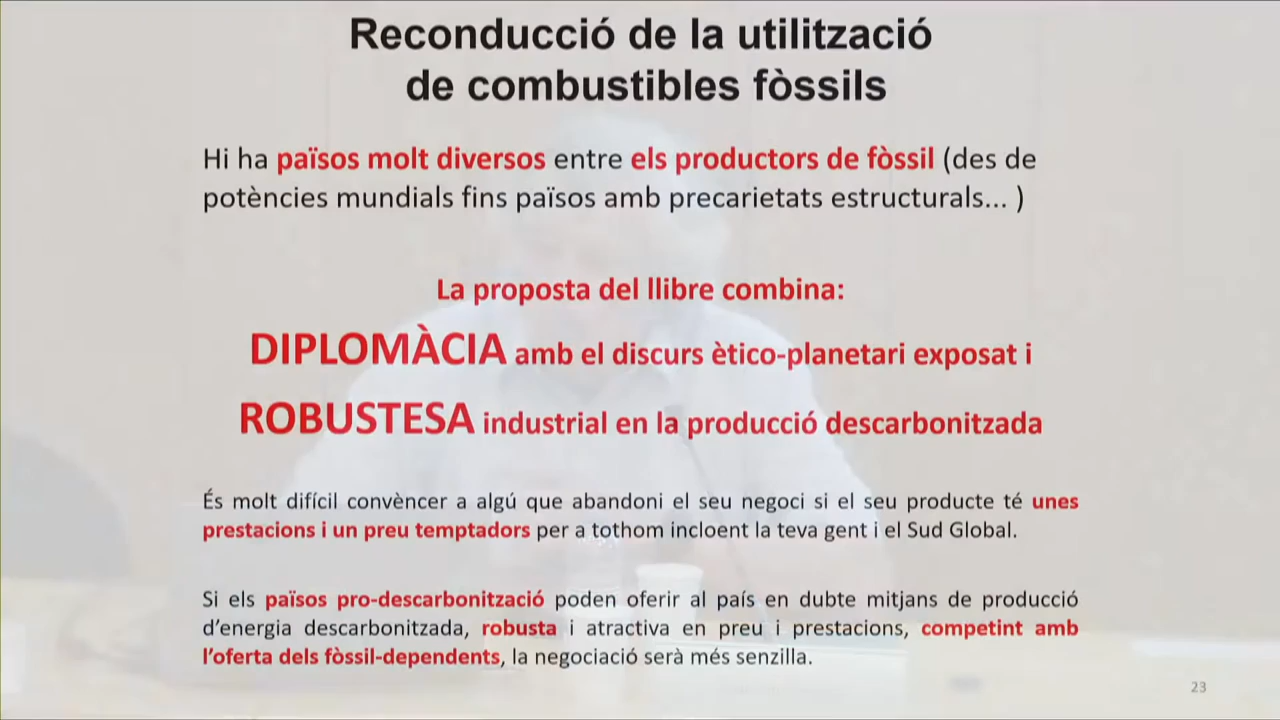 Reconducció de la utilització
de combustibles fòssils
Hi ha països molt diversos entre els productors de fòssil (des de
potències mundials fins països amb precarietats estructurals... )
La proposta del llibre combina:
DIPLOMÀCIA amb el discurs ètico-planetari exposat i
ROBUSTESA industrial en la producció descarbonitzada
És molt difícil convèncer a algú que abandoni el seu negoci si el seu producte té unes
prestacions i un preu temptadors per a tothom incloent la teva gent i el Sud Global.
Si els països pro-descarbonització poden oferir al país en dubte mitjans de producció
d’energia descarbonitzada, robusta i atractiva en preu i prestacions, competint amb
l’oferta dels fòssil-dependents, la negociació serà més senzilla.
23